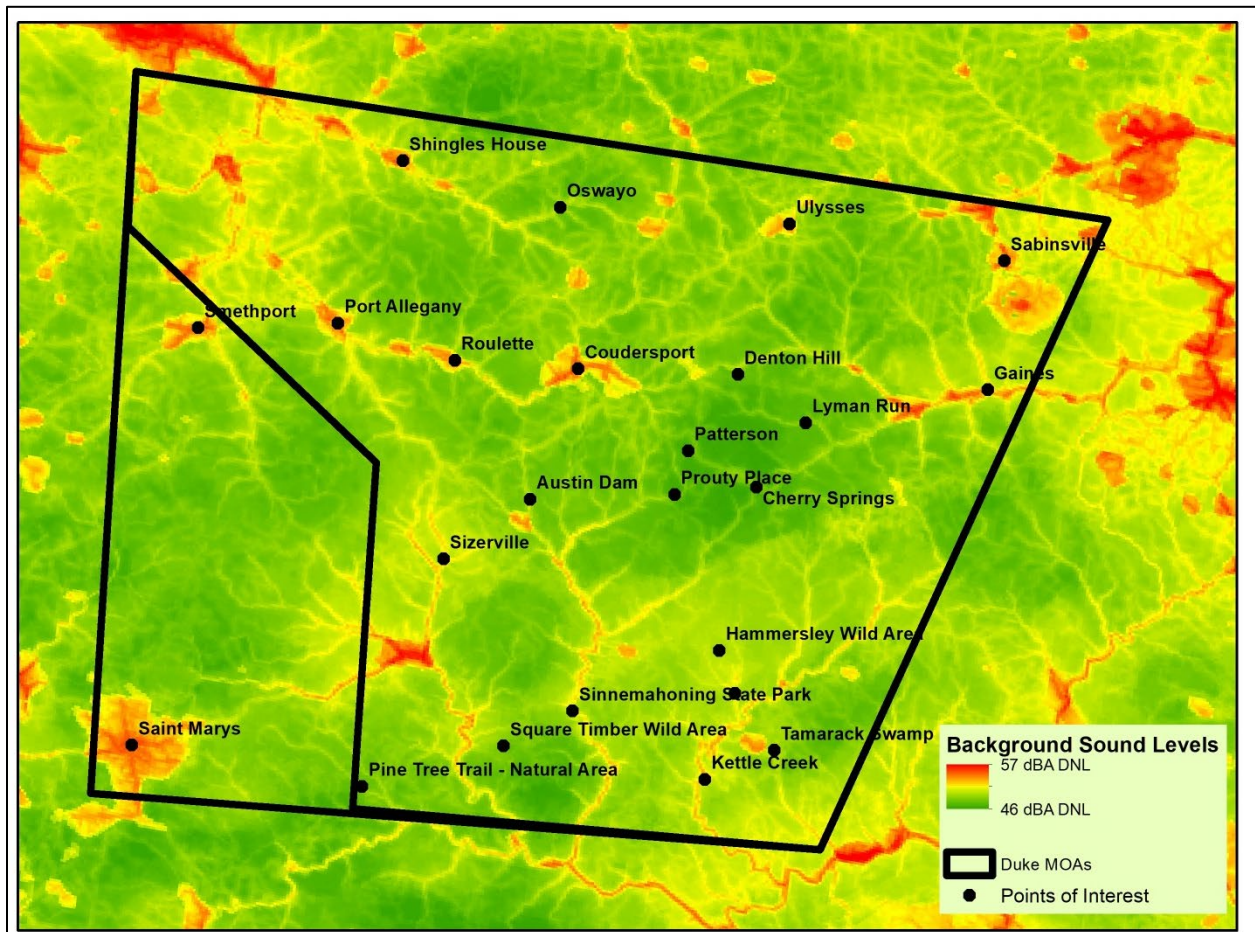 Shingles House
Oswayo
Ulysses
Sabinsville
Smethport
Port Allegany
Roulette
Coudersport
Denton Hill
Gaines
Lyman Run
Patterson
Prouty Place
Cherry Springs
Austin Dam
Sizerville
Hammersley Wild Area
Sinnemahoning State Park
Saint Marys
Square Timber Wild Area
Tamarack Swamp
Pine Tree Trail - Natural Area
Kettle Creek
Background Sound Levels
57 dBA DNL
46 dBA DNL
Duke MOAs
Points of Interest